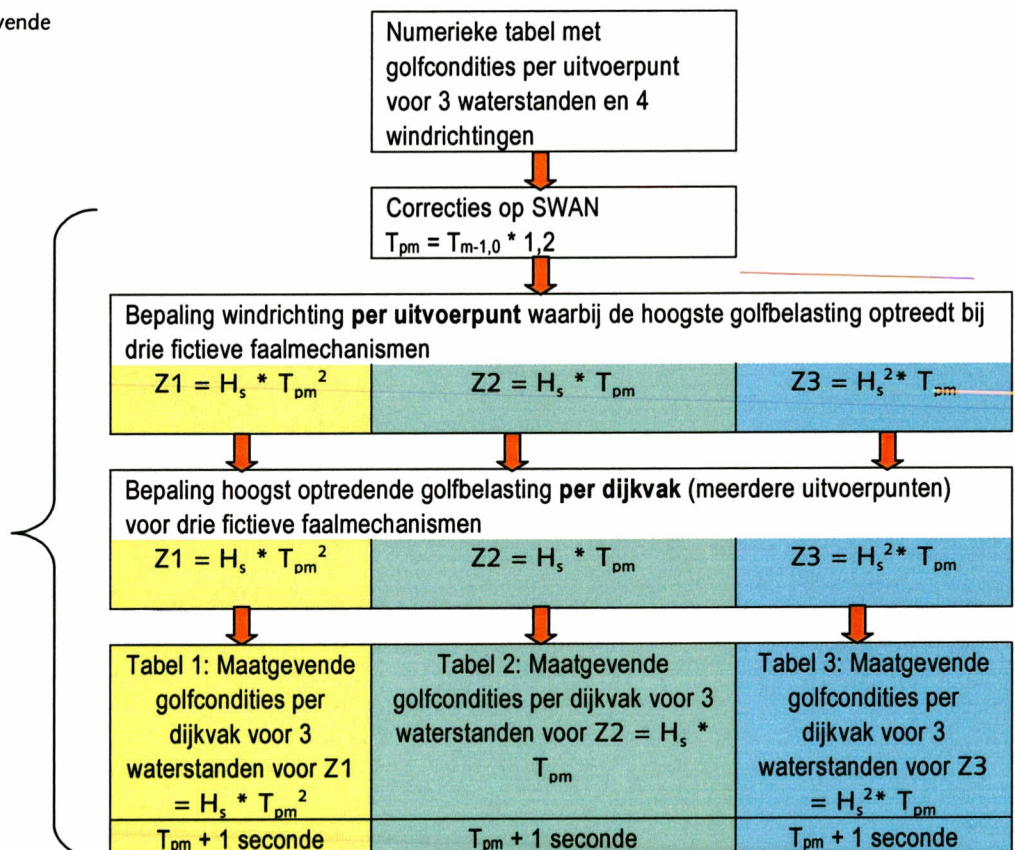 vende
Numerieke tabel met
golfcondities per uitvoerpunt
voor 3 waterstanden en 4
windrichtingen
Correcties op SWAN
Tpm = Tm-1,0 * 1,2
Bepaling windrichting per uitvoerpunt waarbij de hoogste golfbelasting optreedt bij
drie fictieve faalmechanismen
Z1 = Hs * Tpm²
Z2 = Hs * Tpm
Z3 = Hs²* Tpm
Bepaling hoogst optredende golfbelasting per dijkvak (meerdere uitvoerpunten)
voor drie fictieve faalmechanismen
Z1 = Hs * Tpm²
Z2 = Hs * Tpm
Z3 = Hs²* Tpm
Tabel 1: Maatgevende
golfcondities per
dijkvak voor 3
waterstanden voor Z1
= Hs * Tpm²
Tpm + 1 seconde
Tabel 2: Maatgevende
golfcondities per dijkvak voor 3
waterstanden voor Z2 = Hs *
Tpm
Tpm + 1 seconde
Tabel 3: Maatgevende
golfcondities per
dijkvak voor 3
waterstanden voor Z3
= Hs²* Tpm
Tpm + 1 seconde